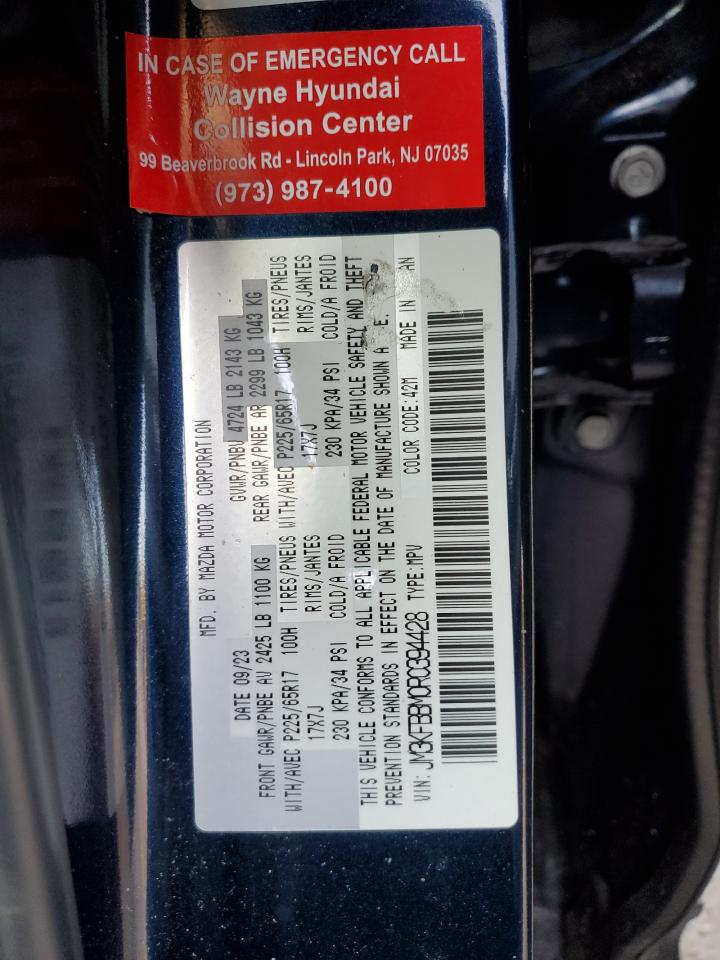 IN CASE OF EMERGENCY CALL
Wayne Hyundai
Collision Center
99 Beaverbrook Rd - Lincoln Park, NJ 07035
(973) 987-4100
MFD. BY MAZDA MOTOR CORPORATION
DATE 09/23 GVWR/PNBV 4724 LB 2143 KG
FRONT GAWR/PNBE AV 2425 LB 1100 KG REAR GAWR/PNBE AR 2299 LB 1043 KG
WITH/AVEC P225/65R17 100H TIRES/PNEUS WITH/AVEC P225/65R17 100H TIRES/PNEUS
17X7J RIMS/JANTES 17X7J RIMS/JANTES
230 KPA/34 PSI COLD/A FROID 230 KPA/34 PSI COLD/A FROID
THIS VEHICLE CONFORMS TO ALL APPLICABLE FEDERAL MOTOR VEHICLE SAFETY AND THEFT
PREVENTION STANDARDS IN EFFECT ON THE DATE OF MANUFACTURE SHOWN
VIN: JM3KFBBM0R0394428 TYPE:MPV COLOR CODE:42M MADE IN